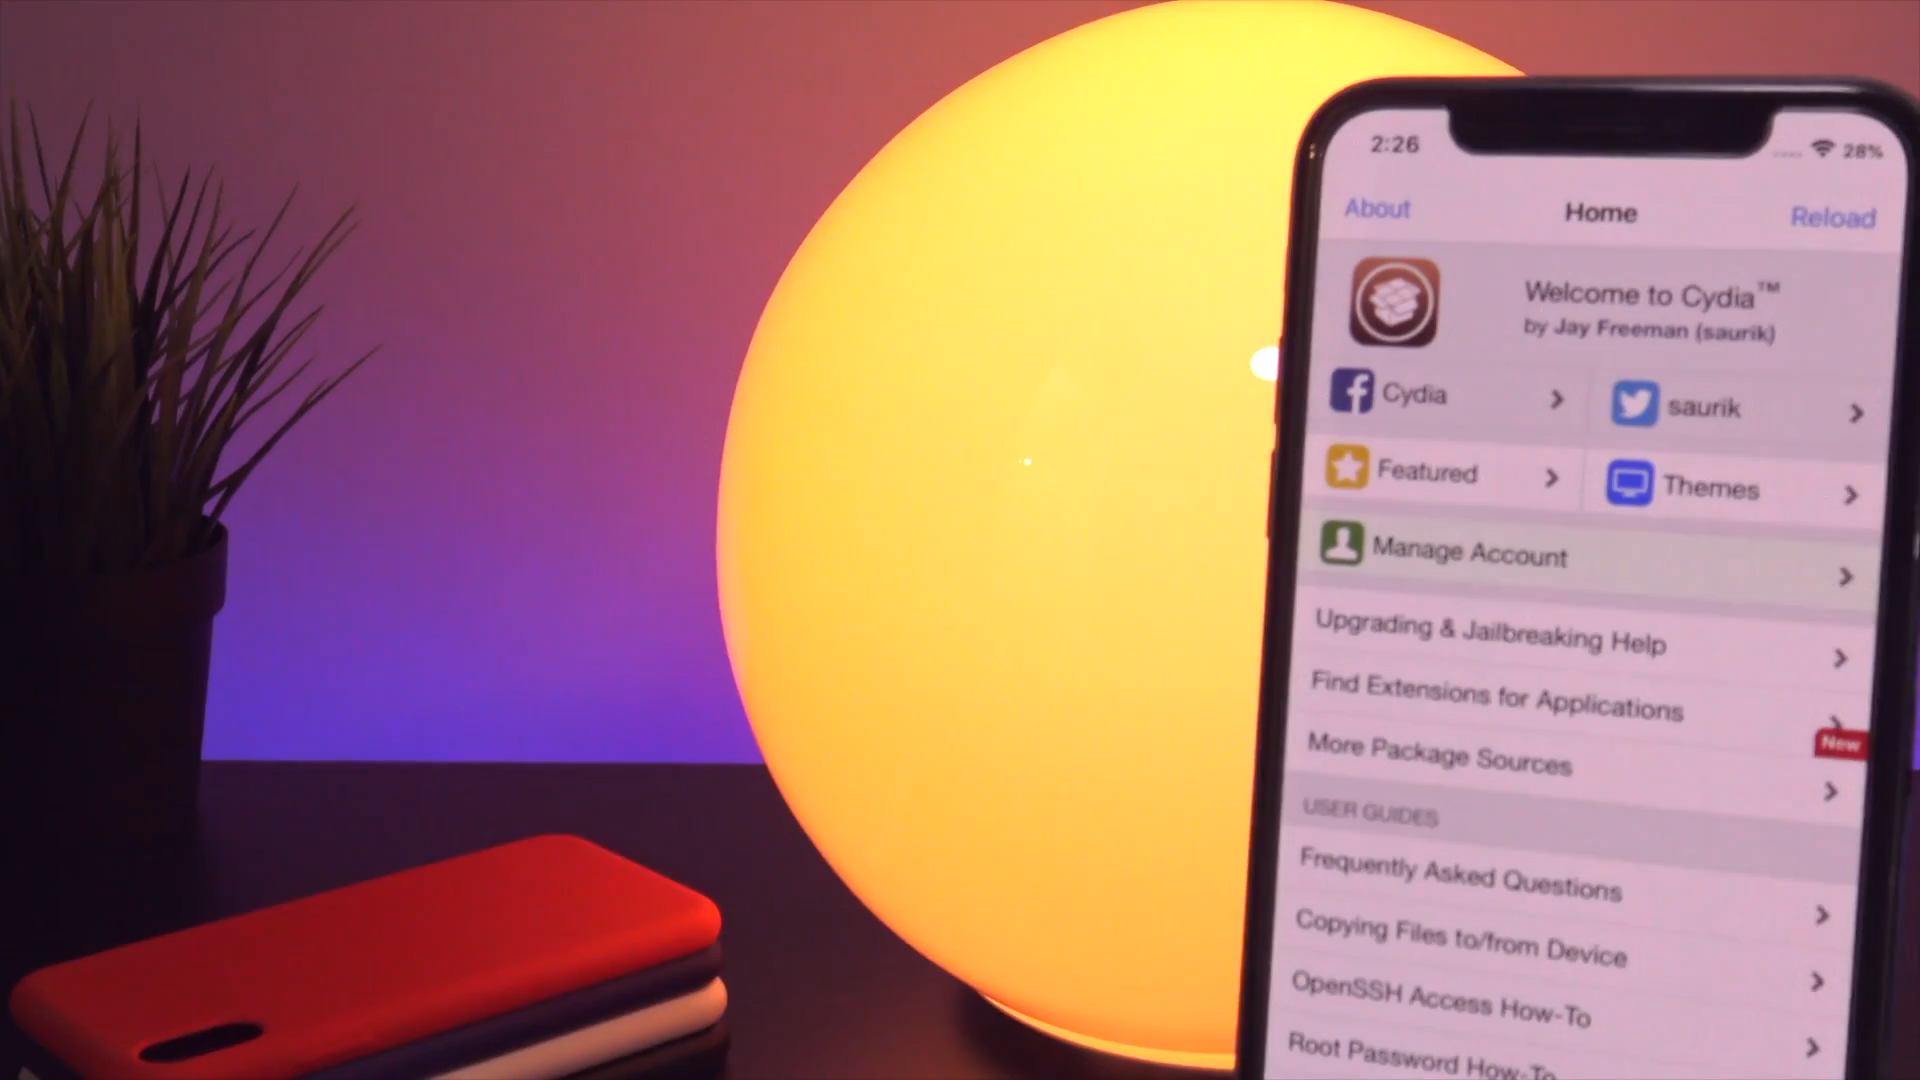 2:26
28%
About
Home
Reload
Welcome to Cydia™
by Jay Freeman (saurik)
Cydia
saurik
Featured
Themes
Manage Account
Upgrading & Jailbreaking Help
Find Extensions for Applications
New
More Package Sources
USER GUIDES
Frequently Asked Questions
Copying Files to/from Device
OpenSSH Access How-To
Root Password How-To